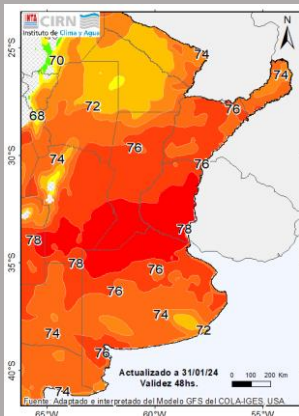 INTA CIRN
Instituto de Clima y Agua
N
25°S
30°S
35°S
40°S
74
70
72
68
74
76
76
74
76
78
78
78
76
76
74
72
74
76
74
Actualizado a 31/01/24
Validez 48hs.
0 100 200 Km
Fuente: Adaptado e interpretado del Modelo GFS del COLA-IGES, USA.
65°W 60°W 55°W